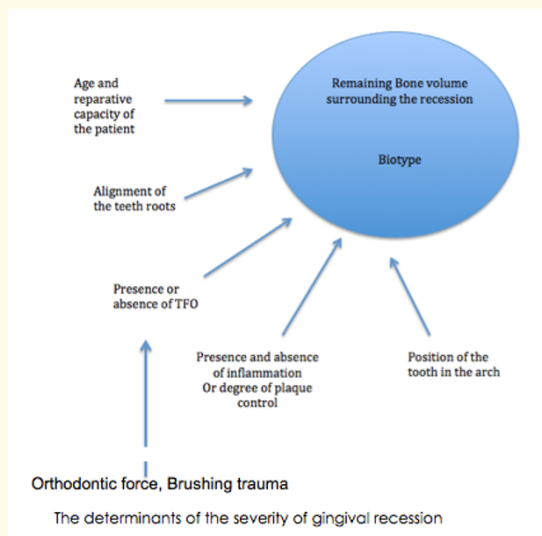 Remaining Bone volume
surrounding the recession
Biotype
Age and
reparative
capacity of
the patient
Alignment of
the teeth roots
Presence or
absence of TFO
Presence and absence
of inflammation
Or degree of plaque
control
Position of the
tooth in the arch
Orthodontic force, Brushing trauma
The determinants of the severity of gingival recession